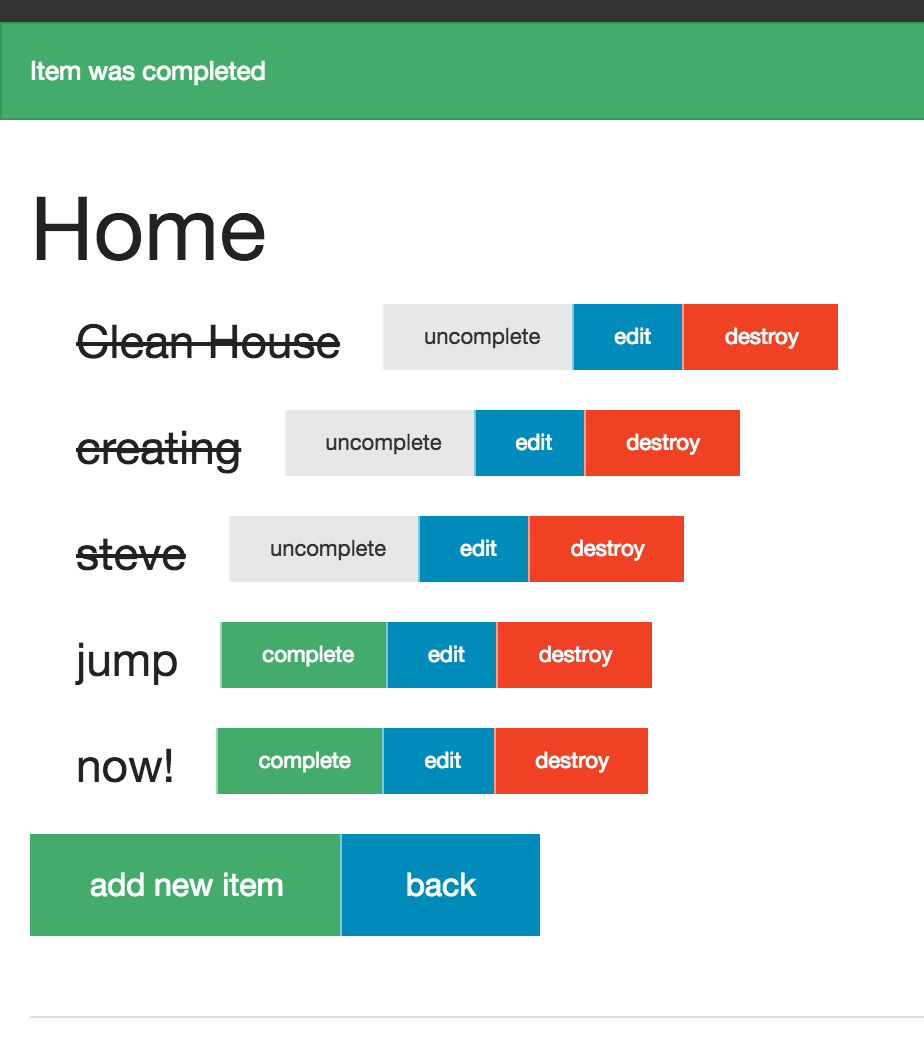 Item was completed
Home
Clean House uncomplete edit destroy
creating uncomplete edit destroy
steve uncomplete edit destroy
jump complete edit destroy
now! complete edit destroy
add new item back